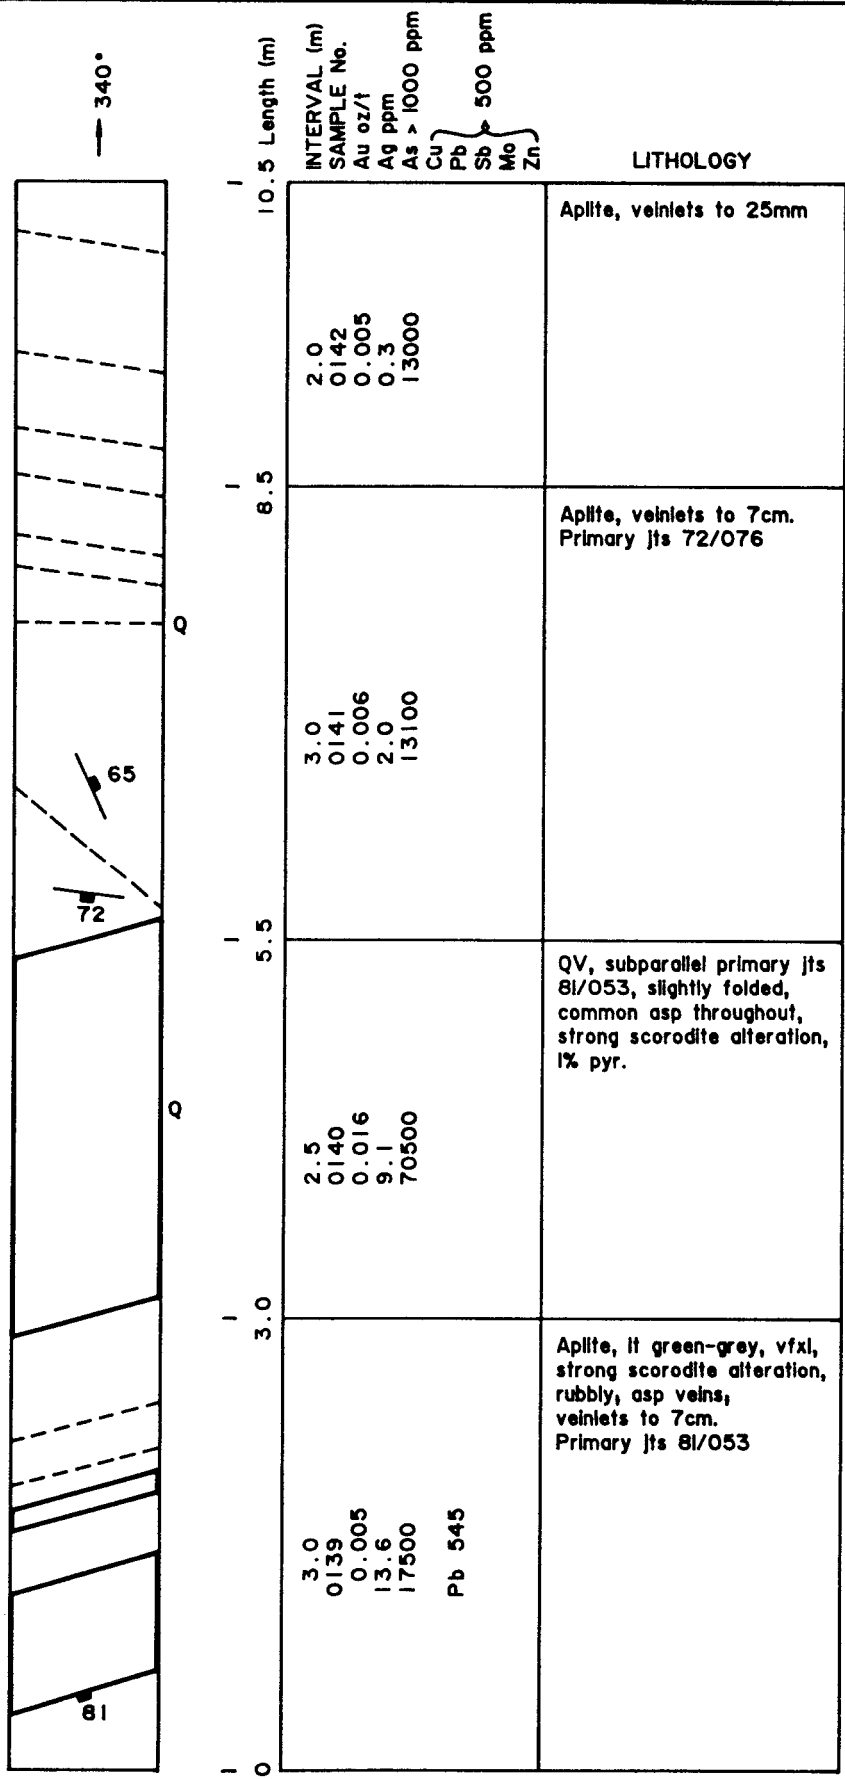 340°
10.5 Length (m)
INTERVAL (m)
SAMPLE No.
Au oz/t
Ag ppm
As > 1000 ppm
Cu
Pb
Sb > 500 ppm
Mo
Zn
LITHOLOGY
Aplite, veinlets to 25mm
2.0
0142
0.005
0.3
13000
8.5
Aplite, veinlets to 7cm.
Primary jts 72/076
Q
3.0
0141
0.006
2.0
13100
65
72
5.5
QV, subparallel primary jts
81/053, slightly folded,
common asp throughout,
strong scorodite alteration,
1% pyr.
Q
2.5
0140
0.016
9.1
70500
3.0
Aplite, lt green-grey, vfxl,
strong scorodite alteration,
rubbly, asp veins,
veinlets to 7cm.
Primary jts 81/053
3.0
0139
0.005
13.6
17500
Pb 545
81
0